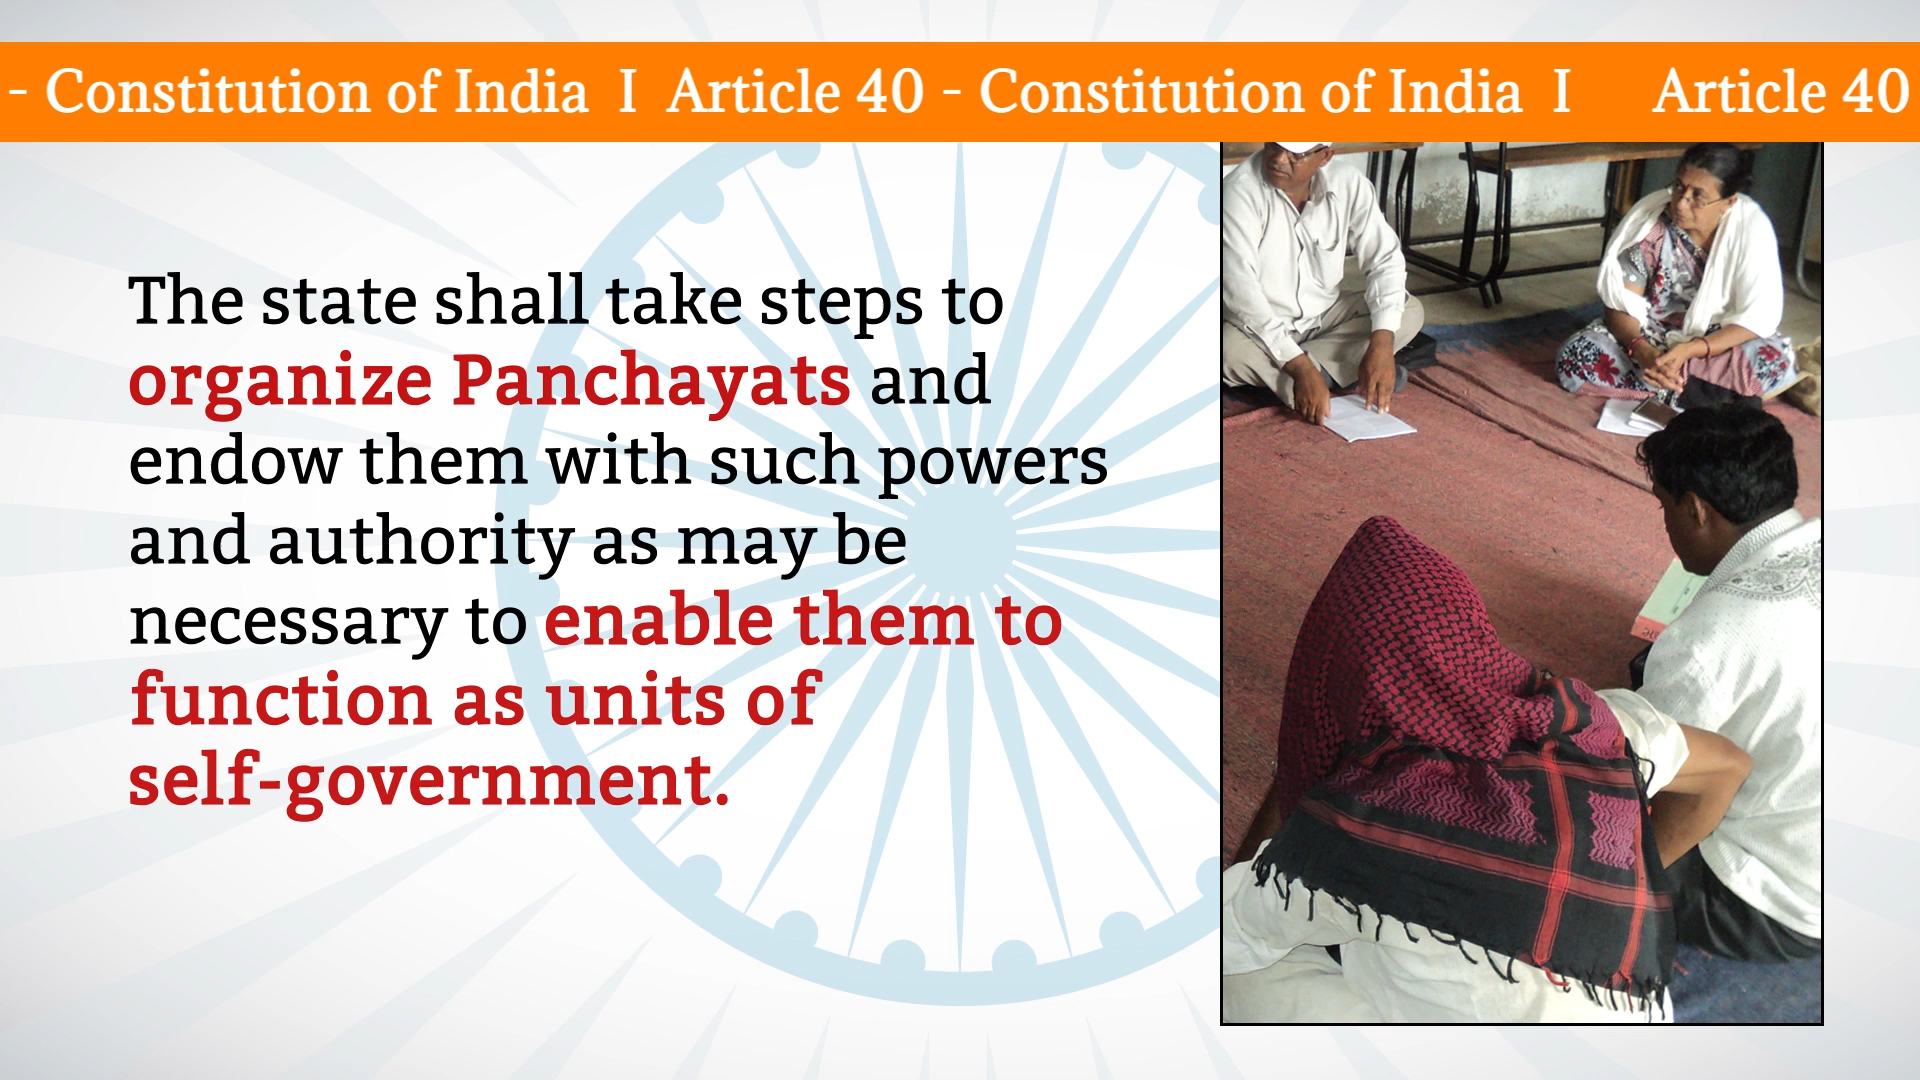 - Constitution of India I Article 40 - Constitution of India I Article 40
The state shall take steps to
organize Panchayats and
endow them with such powers
and authority as may be
necessary to enable them to
function as units of
self-government.